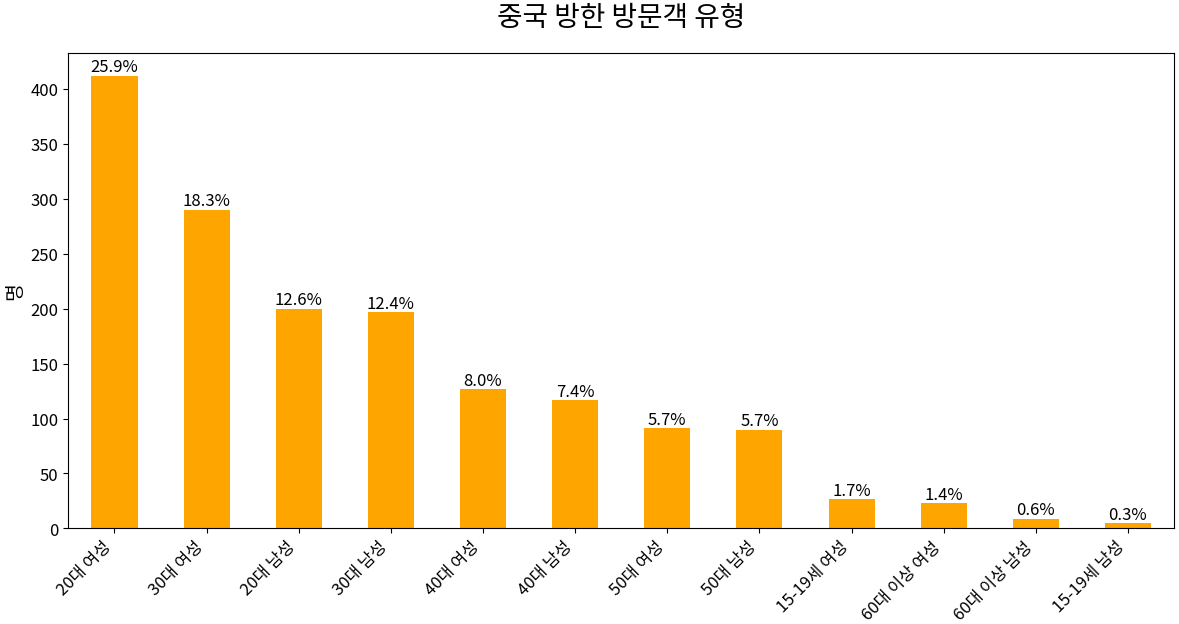 중국 방한 방문객 유형
명
400
350
300
250
200
150
100
50
0
25.9%
18.3%
12.6%
12.4%
8.0%
7.4%
5.7%
5.7%
1.7%
1.4%
0.6%
0.3%
20대 여성
30대 여성
20대 남성
30대 남성
40대 여성
40대 남성
50대 여성
50대 남성
15-19세 여성
60대 이상 여성
60대 이상 남성
15-19세 남성